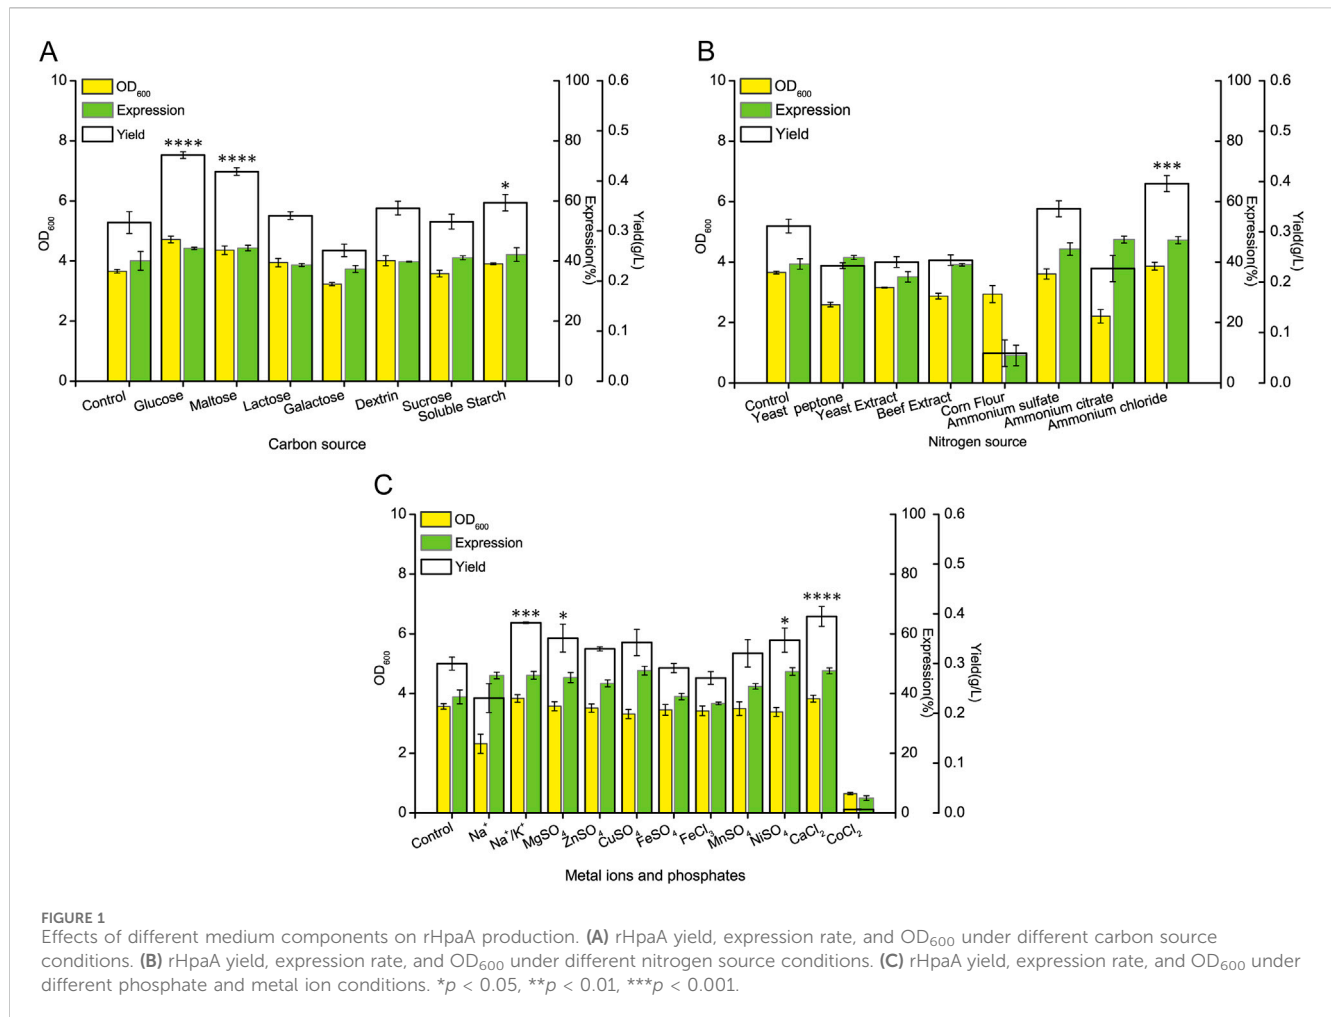 A
10
8
6
4
2
0
OD600
OD600
Expression
Yield
****
****
*
100
80
60
40
20
0
Expression(%)
0.6
0.5
0.4
0.3
0.2
0.1
0.0
Yield(g/L)
Control
Glucose
Maltose
Lactose
Galactose
Dextrin
Sucrose
Soluble Starch
Carbon source
B
10
8
6
4
2
0
OD600
OD600
Expression
Yield
***
100
80
60
40
20
0
Expression(%)
0.6
0.5
0.4
0.3
0.2
0.1
0.0
Yield(g/L)
Control
Yeast peptone
Yeast Extract
Beef Extract
Corn Flour
Ammonium sulfate
Ammonium citrate
Ammonium chloride
Nitrogen source
C
10
8
6
4
2
0
OD600
OD600
Expression
Yield
***
*
*
****
100
80
60
40
20
0
Expression(%)
0.6
0.5
0.4
0.3
0.2
0.1
0.0
Yield(g/L)
Control
Na+
Na+/K+
MgSO4
ZnSO4
CuSO4
FeSO4
FeCl3
MnSO4
NiSO4
CaCl2
CoCl2
Metal ions and phosphates
FIGURE 1
Effects of different medium components on rHpaA production. (A) rHpaA yield, expression rate, and OD600 under different carbon source
conditions. (B) rHpaA yield, expression rate, and OD600 under different nitrogen source conditions. (C) rHpaA yield, expression rate, and OD600 under
different phosphate and metal ion conditions. *p < 0.05, **p < 0.01, ***p < 0.001.